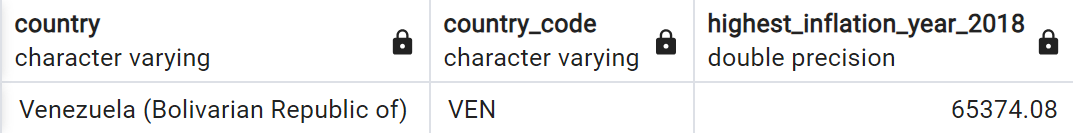 country country_code highest_inflation_year_2018
character varying character varying double precision
Venezuela (Bolivarian Republic of) VEN 65374.08